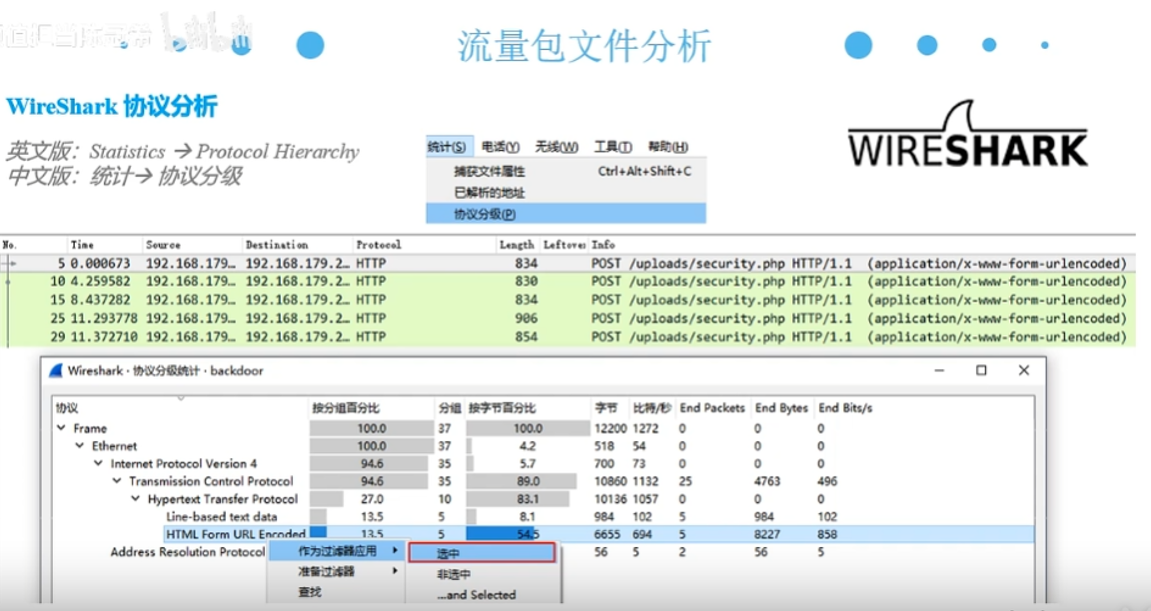 流量包文件分析
WireShark 协议分析
英文版：Statistics → Protocol Hierarchy
中文版：统计→ 协议分级
统计(S) 电话(Y) 无线(W) 工具(T) 帮助(H)
捕获文件属性 Ctrl+Alt+Shift+C
已解析的地址
协议分级(P)
WIRESHARK
No. Time Source Destination Protocol Length Leftover Info
5 0.000673 192.168.179… 192.168.179.2… HTTP 834 POST /uploads/security.php HTTP/1.1 (application/x-www-form-urlencoded)
10 4.259582 192.168.179… 192.168.179.2… HTTP 830 POST /uploads/security.php HTTP/1.1 (application/x-www-form-urlencoded)
15 8.437282 192.168.179… 192.168.179.2… HTTP 834 POST /uploads/security.php HTTP/1.1 (application/x-www-form-urlencoded)
25 11.293778 192.168.179… 192.168.179.2… HTTP 906 POST /uploads/security.php HTTP/1.1 (application/x-www-form-urlencoded)
29 11.372710 192.168.179… 192.168.179.2… HTTP 854 POST /uploads/security.php HTTP/1.1 (application/x-www-form-urlencoded)
Wireshark · 协议分级统计 · backdoor
协议 按分组百分比 分组 按字节百分比 字节 比特/秒 End Packets End Bytes End Bits/s
Frame 100.0 37 100.0 12200 1272 0 0 0
Ethernet 100.0 37 4.2 518 54 0 0 0
Internet Protocol Version 4 94.6 35 5.7 700 73 0 0 0
Transmission Control Protocol 94.6 35 89.0 10860 1132 25 4763 496
Hypertext Transfer Protocol 27.0 10 83.1 10136 1057 0 0 0
Line-based text data 13.5 5 8.1 984 102 5 984 102
HTML Form URL Encoded 13.5 5 54.5 6655 694 5 8227 858
Address Resolution Protocol 56 5 2 56 5
作为过滤器应用 选中
准备过滤器 非选中
查找 …and Selected